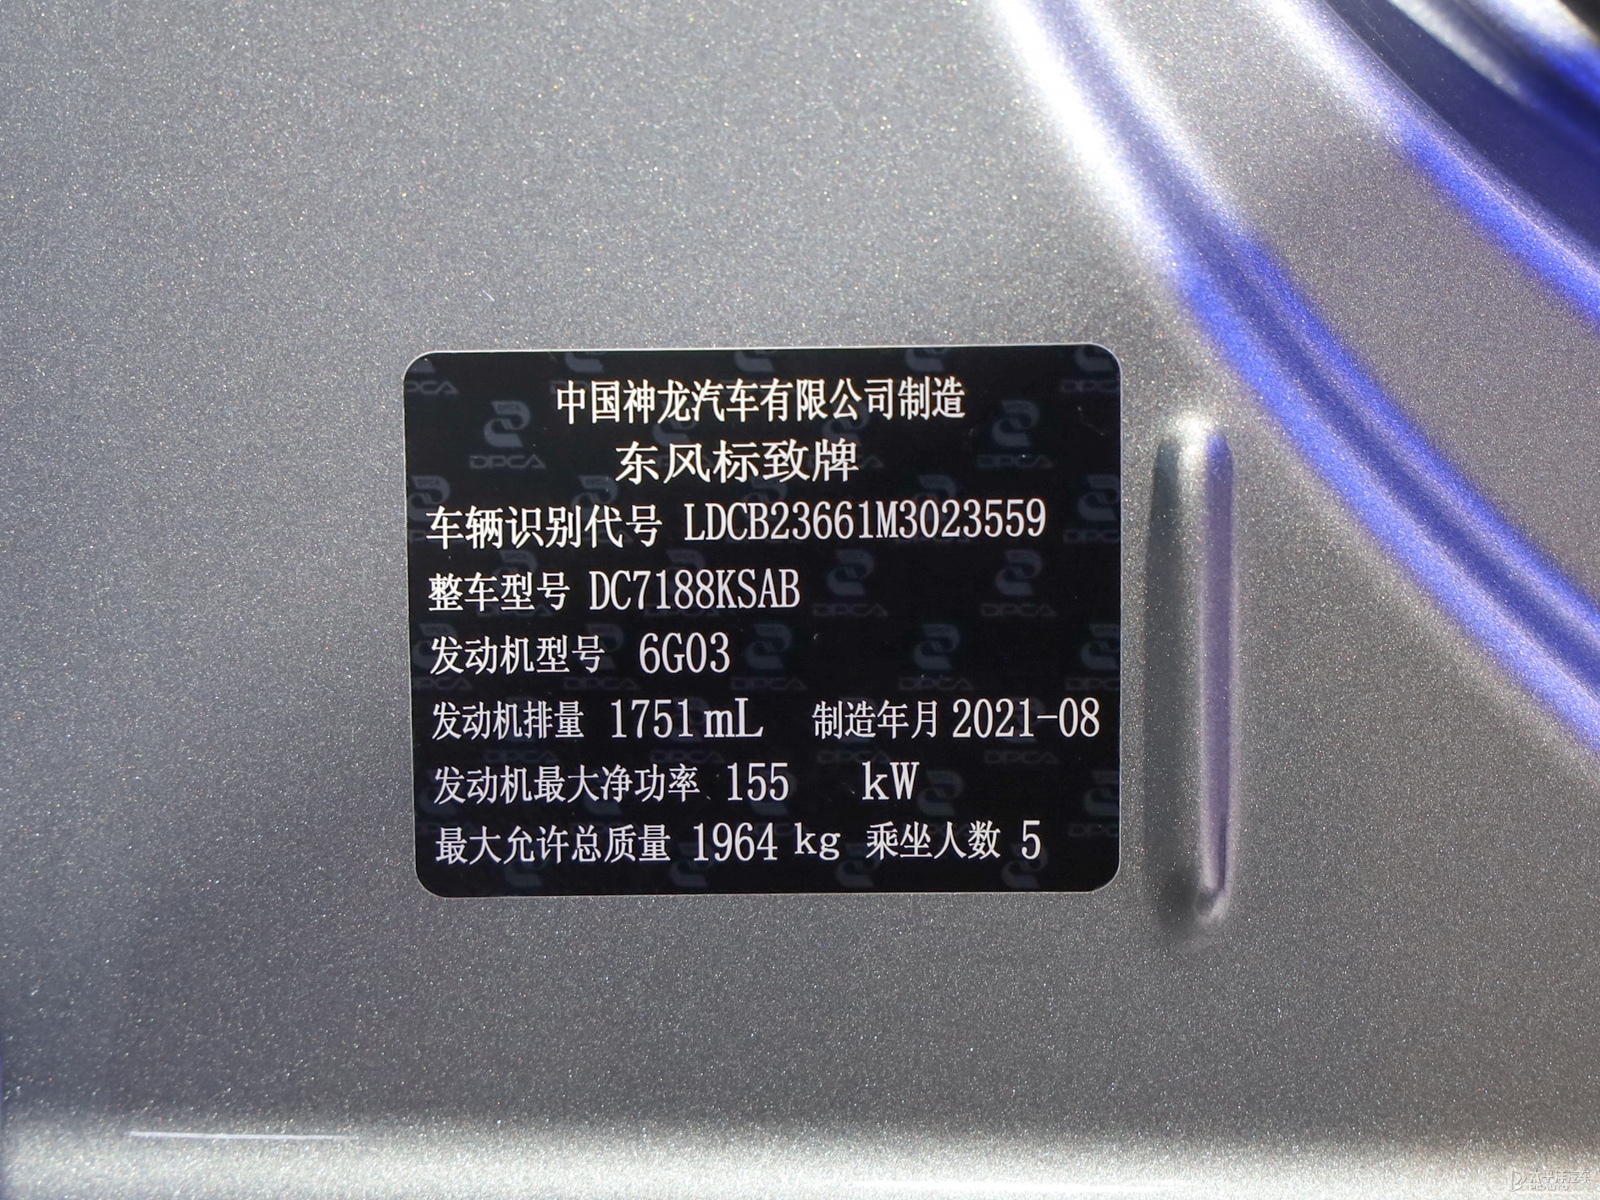 中国神龙汽车有限公司制造
东风标致牌
车辆识别代号 LDCB23661M3023559
整车型号 DC7188KSAB
发动机型号 6G03
发动机排量 1751mL 制造年月 2021-08
发动机最大净功率 155 kW
最大允许总质量 1964 kg 乘坐人数 5
DPCA